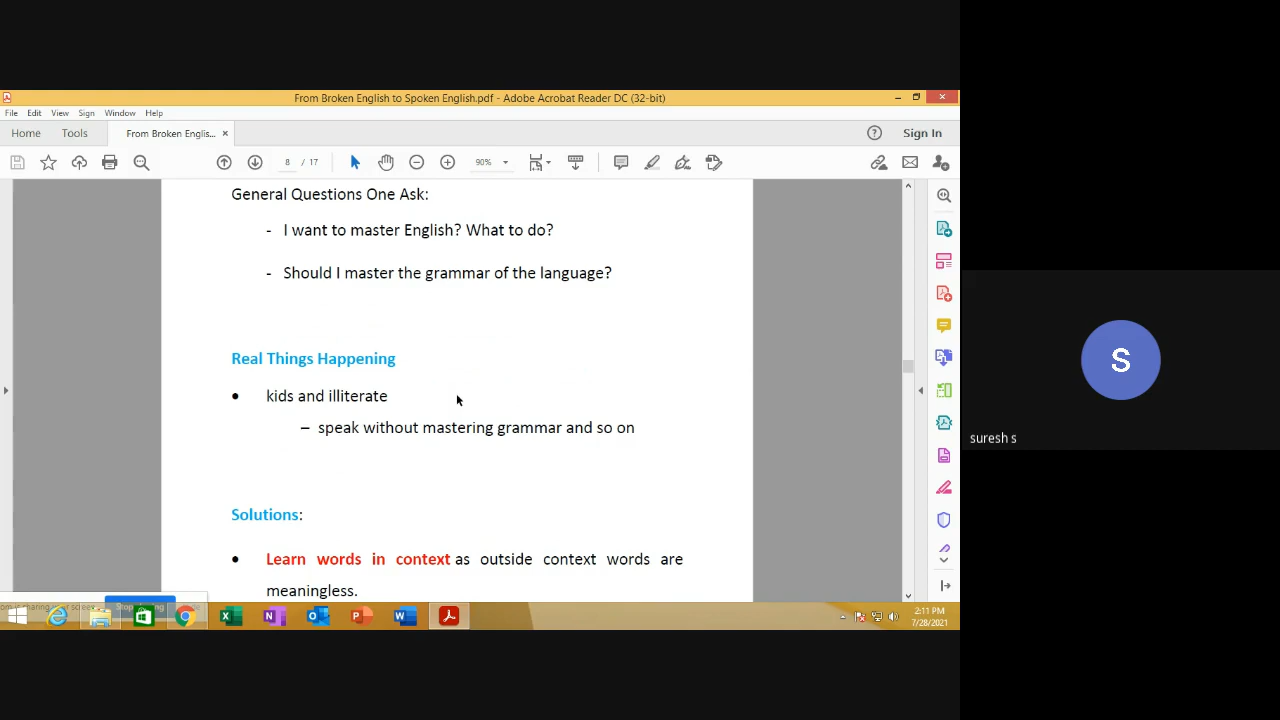 From Broken English to Spoken English.pdf - Adobe Acrobat Reader DC (32-bit)
File Edit View Sign Window Help
Home Tools From Broken Englis... × Sign In
8 / 17 90%
General Questions One Ask:
- I want to master English? What to do?
- Should I master the grammar of the language?
Real Things Happening
• kids and illiterate
– speak without mastering grammar and so on
Solutions:
• Learn words in context as outside context words are
meaningless.
2:11 PM
7/28/2021
S
suresh s